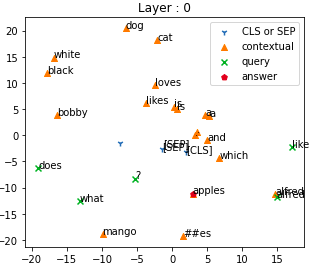 Layer : 0
20
15
10
5
0
−5
−10
−15
−20
dog
cat
white
black
loves
likes
is
is
bobby
a
a
and
[SEP]
[SEP]
[CLS]
which
like
does
?
what
apples
alfred
alfred
mango
##es
CLS or SEP
contextual
query
answer
−20
−15
−10
−5
0
5
10
15